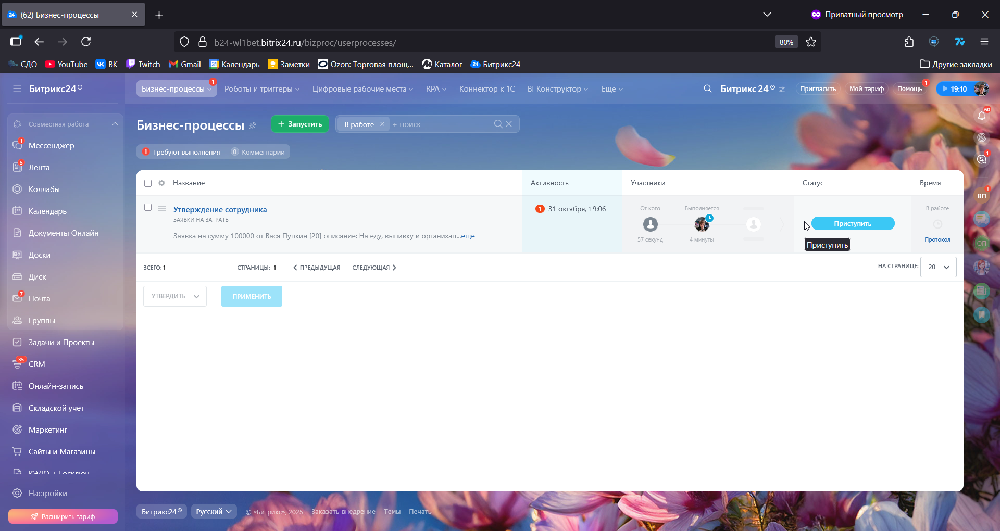 24 (62) Бизнес-процессы
Приватный просмотр
b24-wl1bet.bitrix24.ru/bizproc/userprocesses/
80%
СДО
YouTube
ВК
Twitch
Gmail
31 Календарь
Заметки
Ozon: Торговая площ...
Каталог
24 Битрикс24
Другие закладки
Битрикс24
Бизнес-процессы 1
Роботы и триггеры
Цифровые рабочие места
RPA
Коннектор к 1С
BI Конструктор
Еще
Битрикс 24
Пригласить
Мой тариф
Помощь 1
19:10
Совместная работа
Мессенджер 1
Лента 5
Коллабы
Календарь
Документы Онлайн
Доски
Диск
Почта 7
Группы
Задачи и Проекты
CRM 35
Онлайн-запись
Складской учёт
Маркетинг
Сайты и Магазины
КЭДО + Госключ
Настройки
Расширить тариф
Бизнес-процессы
+ Запустить
В работе × + поиск
1 Требуют выполнения 0 Комментарии
Название Активность Участники Статус Время
Утверждение сотрудника
ЗАЯВКИ НА ЗАТРАТЫ
Заявка на сумму 100000 от Вася Пупкин [20] описание: На еду, выпивку и организац...ещё
1 31 октября, 19:06
От кого
57 секунд
Выполняется
4 минуты
Приступить
Приступить
В работе
Протокол
ВСЕГО: 1 СТРАНИЦЫ: 1 ПРЕДЫДУЩАЯ СЛЕДУЮЩАЯ НА СТРАНИЦЕ: 20
УТВЕРДИТЬ ПРИМЕНИТЬ
60
1
ВП 1
ОП
Битрикс24 Русский © «Битрикс», 2025 Заказать внедрение Темы Печать